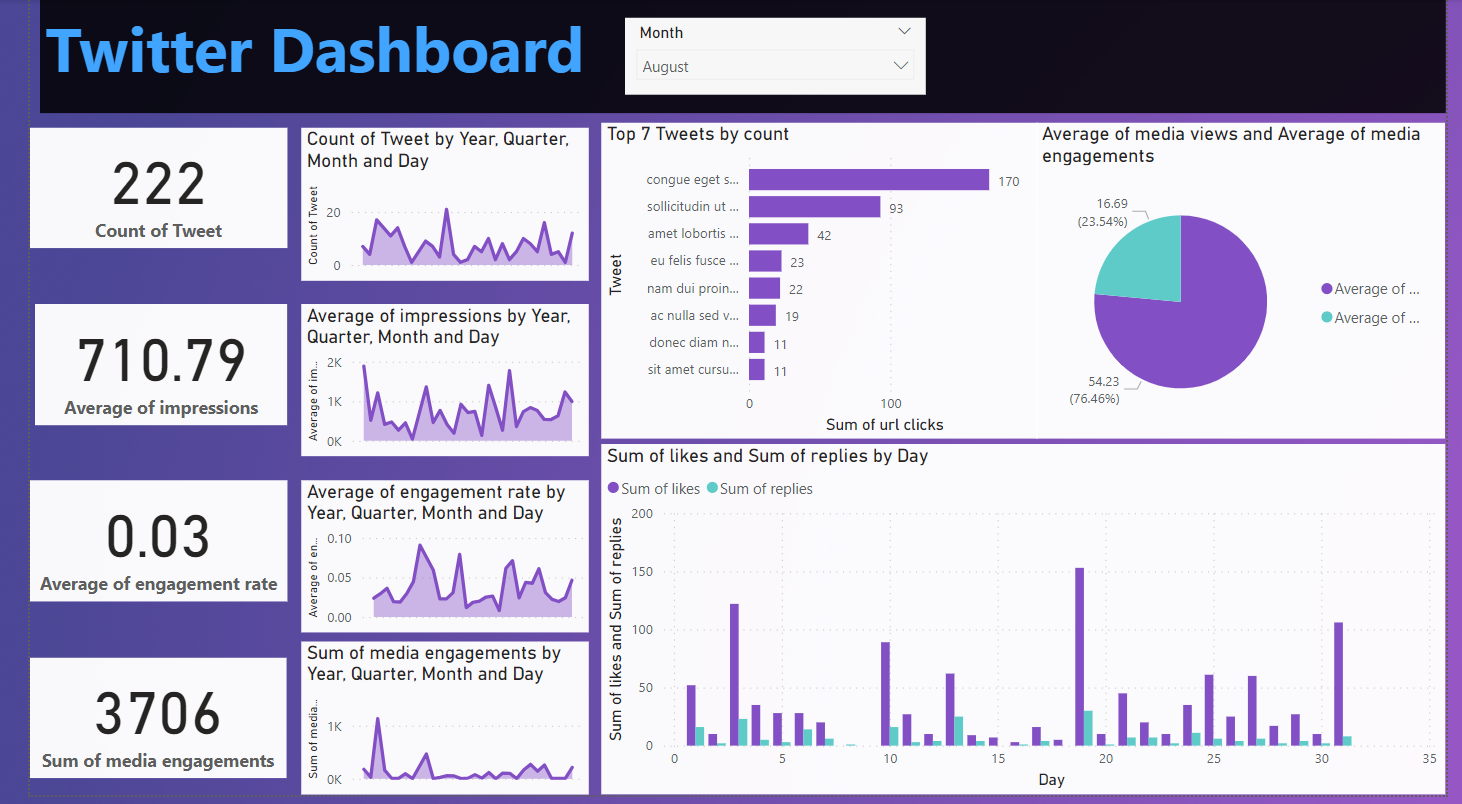 Twitter Dashboard
Month
August
222
Count of Tweet
710.79
Average of impressions
0.03
Average of engagement rate
3706
Sum of media engagements
Count of Tweet by Year, Quarter,
Month and Day
Count of Tweet
20
0
Average of impressions by Year,
Quarter, Month and Day
Average of im...
2K
1K
0K
Average of engagement rate by
Year, Quarter, Month and Day
Average of en...
0.10
0.05
0.00
Sum of media engagements by
Year, Quarter, Month and Day
Sum of media...
1K
0K
Top 7 Tweets by count
Tweet
congue eget s... 170
sollicitudin ut ... 93
amet lobortis ... 42
eu felis fusce ... 23
nam dui proin... 22
ac nulla sed v... 19
donec diam n... 11
sit amet cursu... 11
0 100
Sum of url clicks
Average of media views and Average of media
engagements
16.69
(23.54%)
54.23
(76.46%)
Average of ...
Average of ...
Sum of likes and Sum of replies by Day
Sum of likes Sum of replies
Sum of likes and Sum of replies
200
150
100
50
0
0 5 10 15 20 25 30 35
Day